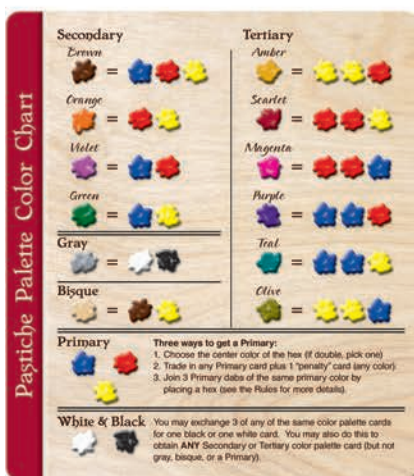 Pastiche Palette Color Chart
Secondary
Brown
=
Orange
=
Violet
=
Green
=
Gray
=
Bisque
=
Tertiary
Amber
=
Scarlet
=
Magenta
=
Purple
=
Teal
=
Olive
=
Primary
Three ways to get a Primary:
1. Choose the center color of the hex (if double, pick one)
2. Trade in any Primary card plus 1 "penalty" card (any color)
3. Join 3 Primary dabs of the same primary color by
placing a hex (see the Rules for more details).
White & Black
You may exchange 3 of any of the same color palette cards
for one black or one white card. You may also do this to
obtain ANY Secondary or Tertiary color palette card (but not
gray, bisque, or a Primary).